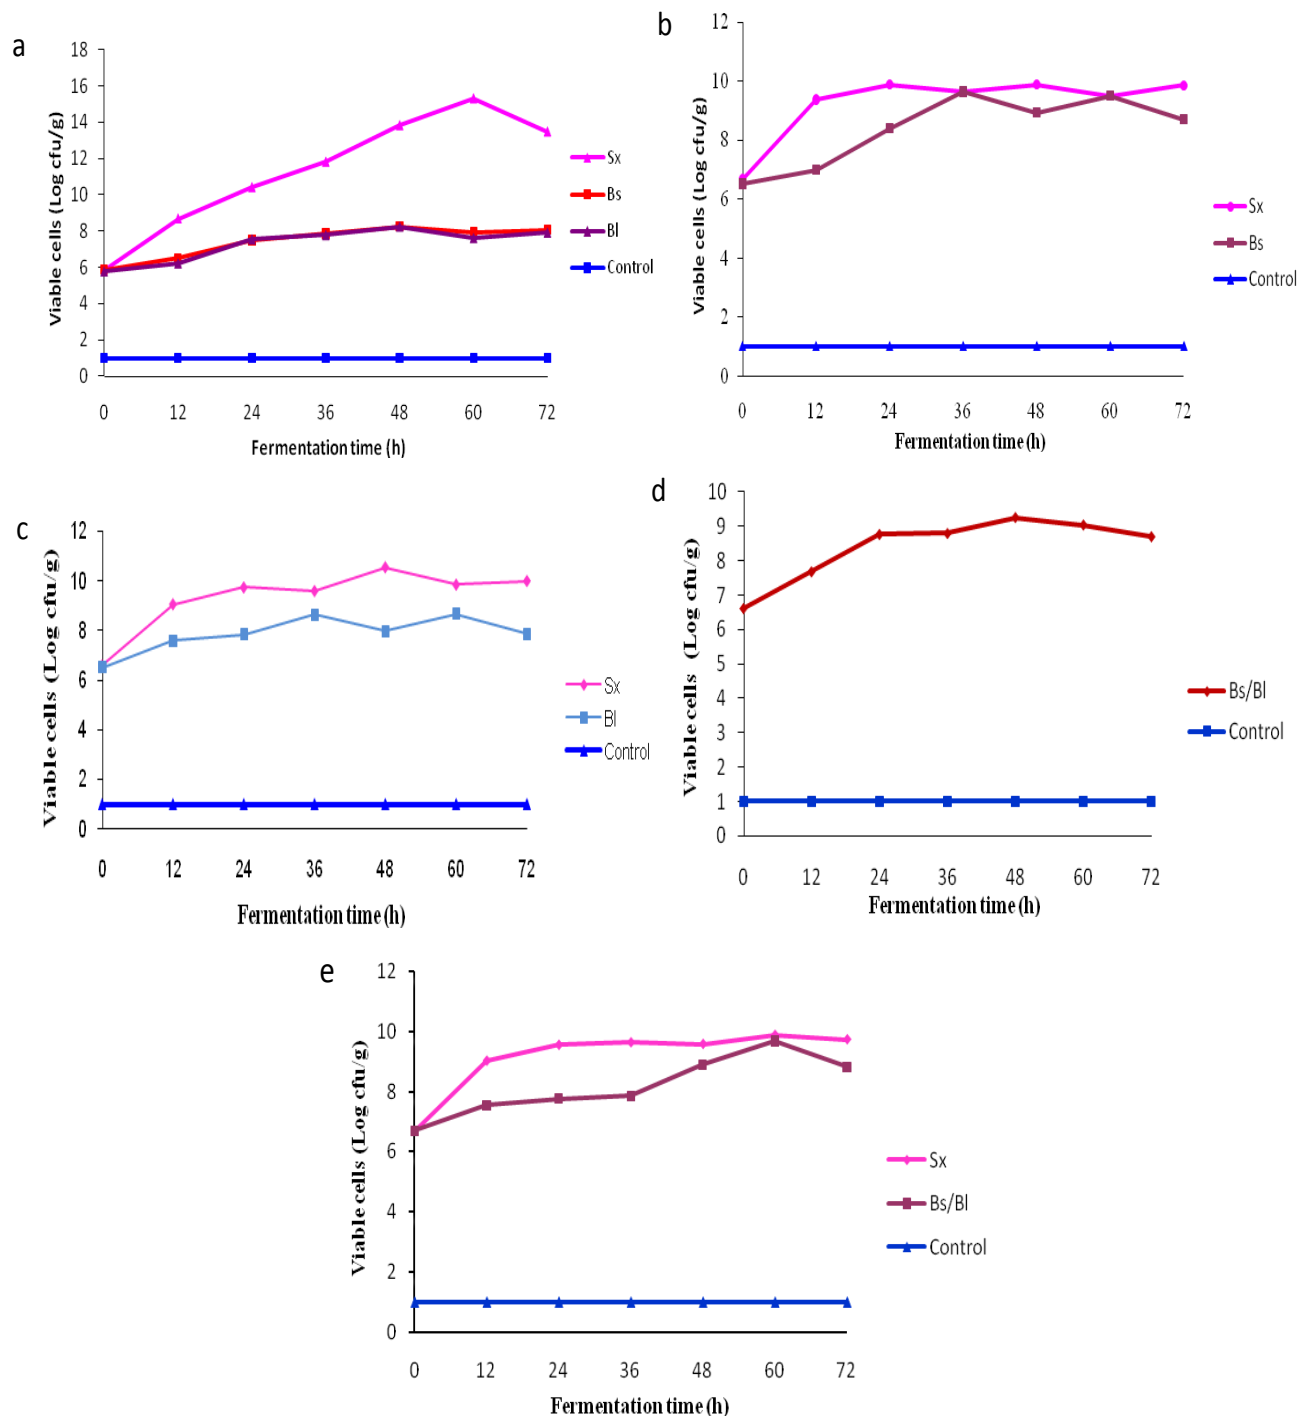 a
18
16
14
12
10
8
6
4
2
0
Viable cells (Log cfu/g)
0 12 24 36 48 60 72
Fermentation time (h)
Sx
Bs
Bl
Control
b
12
10
8
6
4
2
0
Viable cells (Log cfu/g)
0 12 24 36 48 60 72
Fermentation time (h)
Sx
Bs
Control
c
12
10
8
6
4
2
0
Viable cells (Log cfu/g)
0 12 24 36 48 60 72
Fermentation time (h)
Sx
Bl
Control
d
10
9
8
7
6
5
4
3
2
1
0
Viable cells (Log cfu/g)
0 12 24 36 48 60 72
Fermentation time (h)
Bs/Bl
Control
e
12
10
8
6
4
2
0
Viable cells (Log cfu/g)
0 12 24 36 48 60 72
Fermentation time (h)
Sx
Bs/Bl
Control